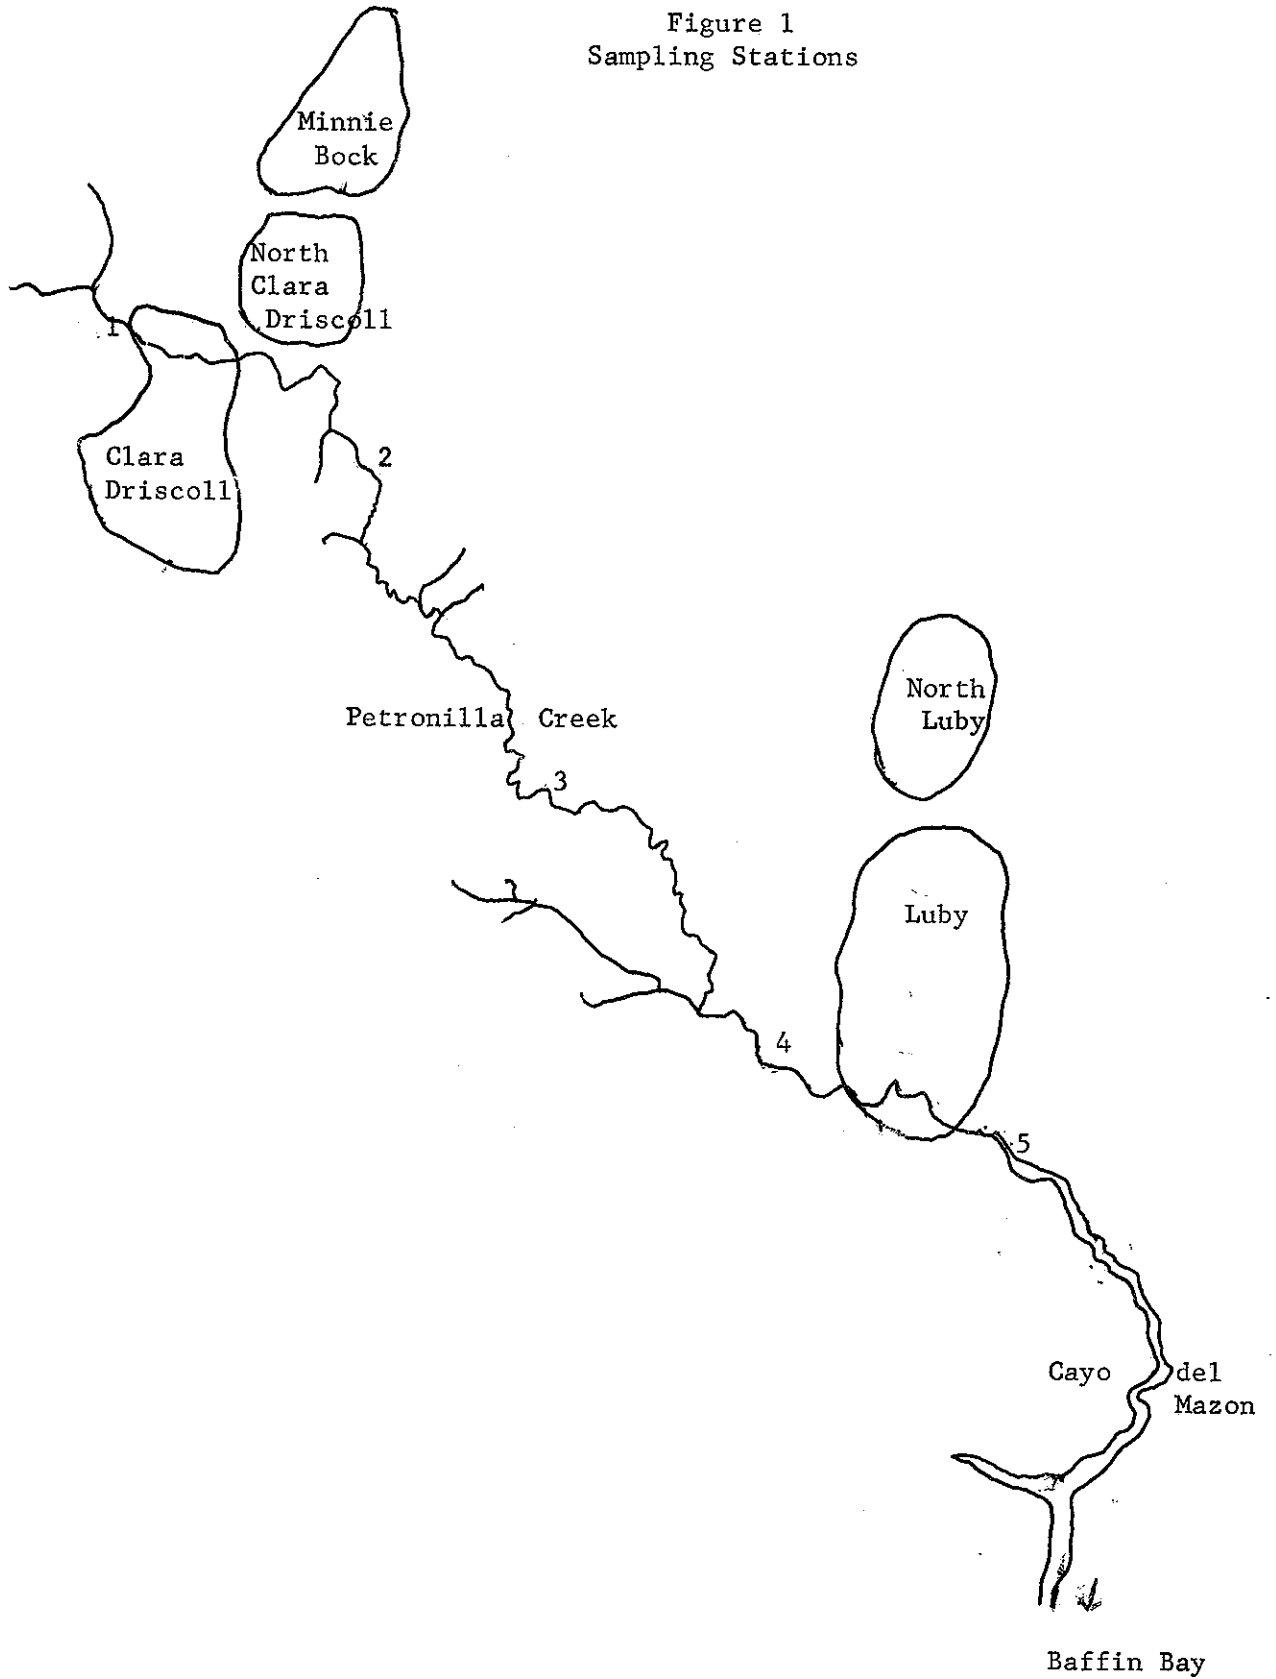 Figure 1
Sampling Stations
Minnie
Bock
North
Clara
Driscoll
1
Clara
Driscoll
2
North
Luby
Petronilla Creek
3
Luby
4
5
Cayo del
Mazon
Baffin Bay